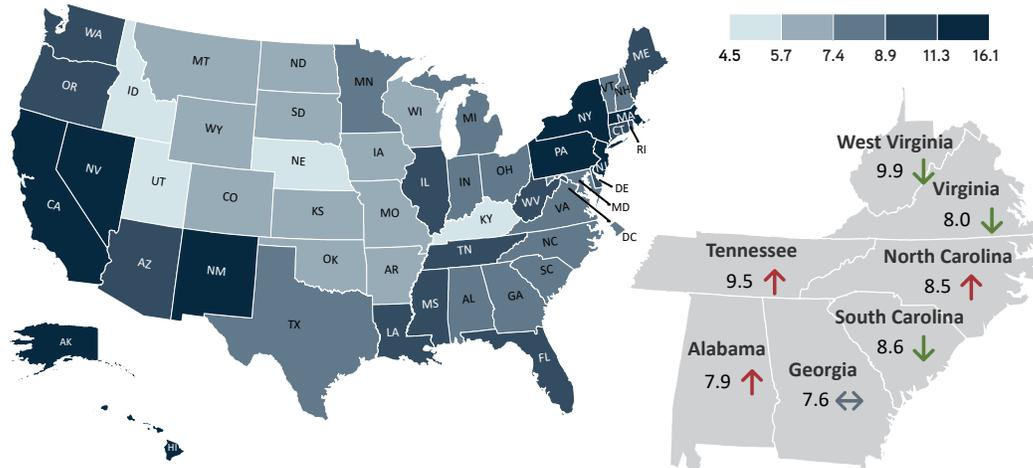 4.5 5.7 7.4 8.9 11.3 16.1
WA
OR
CA
NV
ID
MT
WY
UT
CO
AZ
NM
ND
SD
NE
KS
OK
TX
MN
IA
MO
AR
LA
WI
IL
MI
IN
OH
KY
TN
MS
AL
GA
FL
SC
NC
VA
WV
PA
NY
VT
NH
ME
MA
CT
RI
NJ
DE
MD
DC
AK
HI
West Virginia
9.9
Virginia
8.0
Tennessee
9.5
North Carolina
8.5
South Carolina
8.6
Alabama
7.9
Georgia
7.6